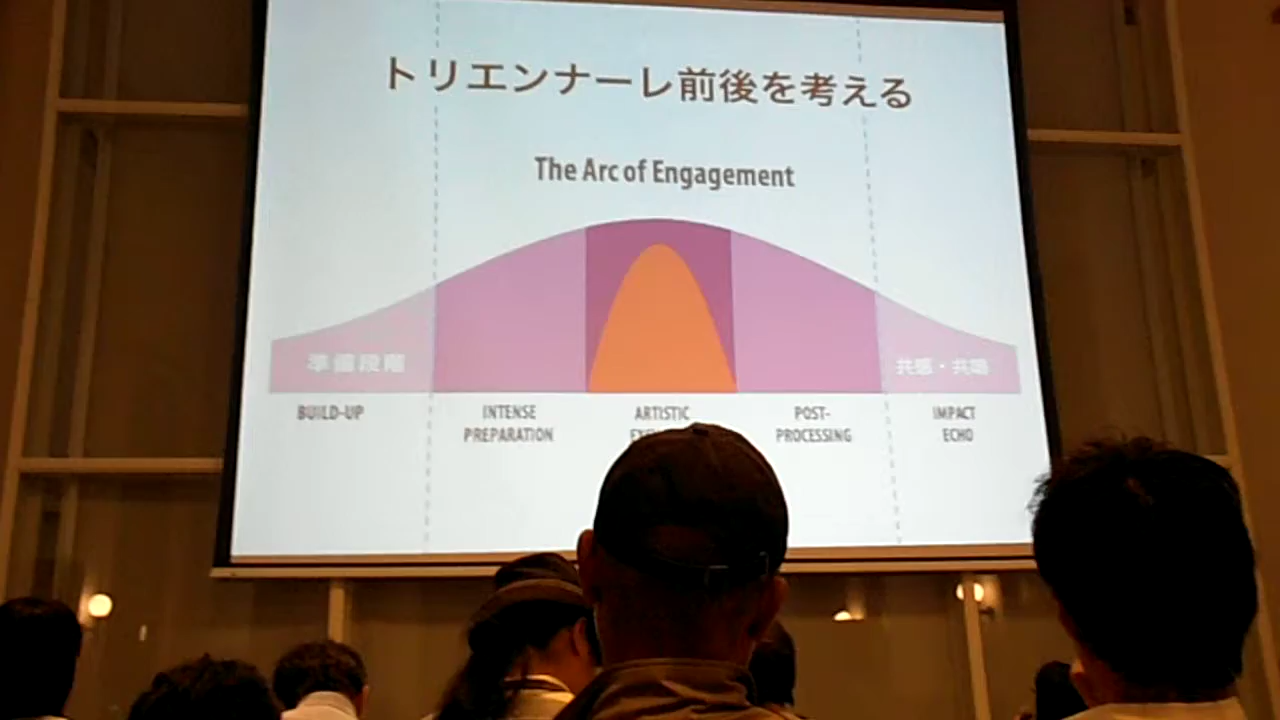 トリエンナーレ前後を考える
The Arc of Engagement
準備段階
共感・共鳴
BUILD-UP
INTENSE
PREPARATION
ARTISTIC
POST-
PROCESSING
IMPACT
ECHO